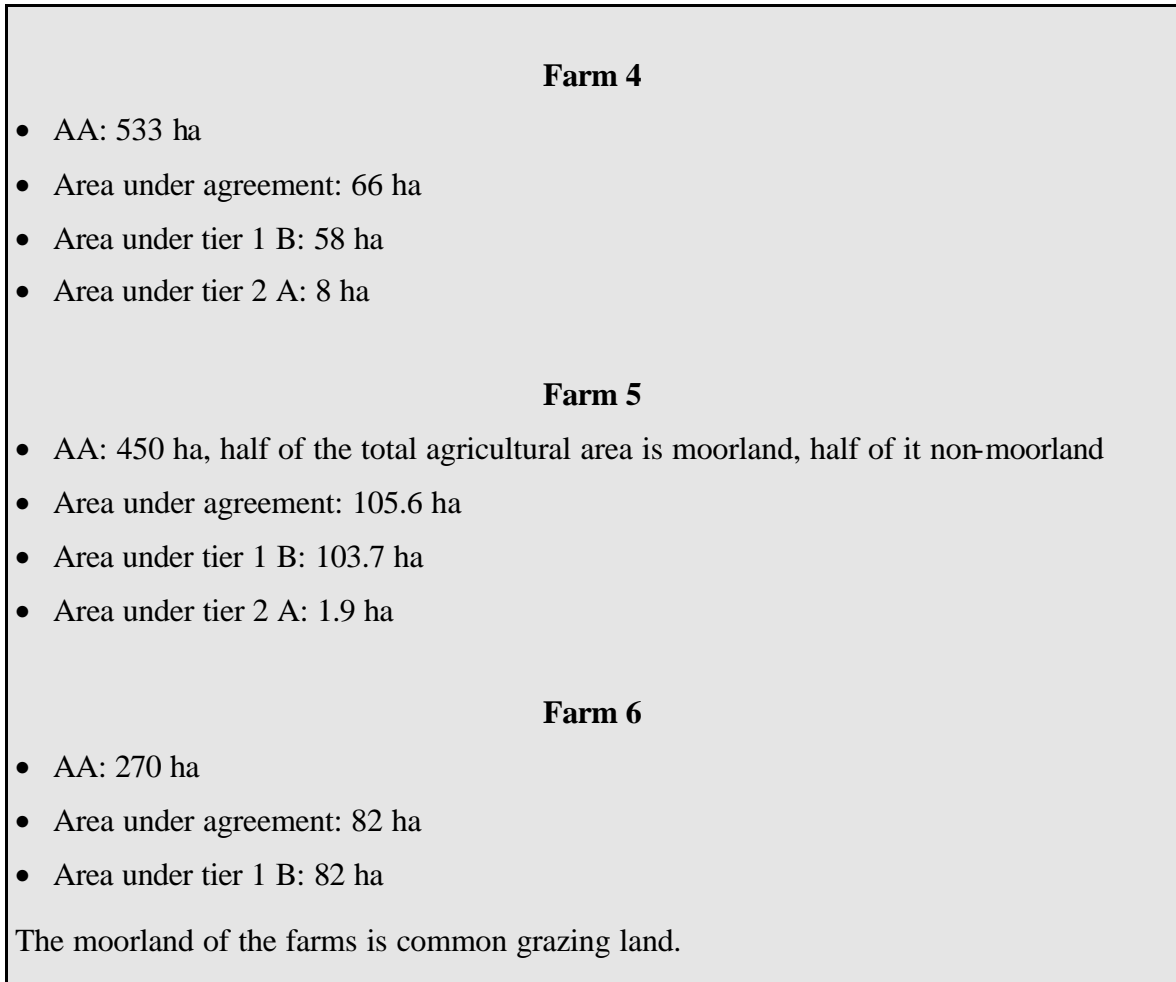 Farm 4
• AA: 533 ha
• Area under agreement: 66 ha
• Area under tier 1 B: 58 ha
• Area under tier 2 A: 8 ha
Farm 5
• AA: 450 ha, half of the total agricultural area is moorland, half of it non-moorland
• Area under agreement: 105.6 ha
• Area under tier 1 B: 103.7 ha
• Area under tier 2 A: 1.9 ha
Farm 6
• AA: 270 ha
• Area under agreement: 82 ha
• Area under tier 1 B: 82 ha
The moorland of the farms is common grazing land.